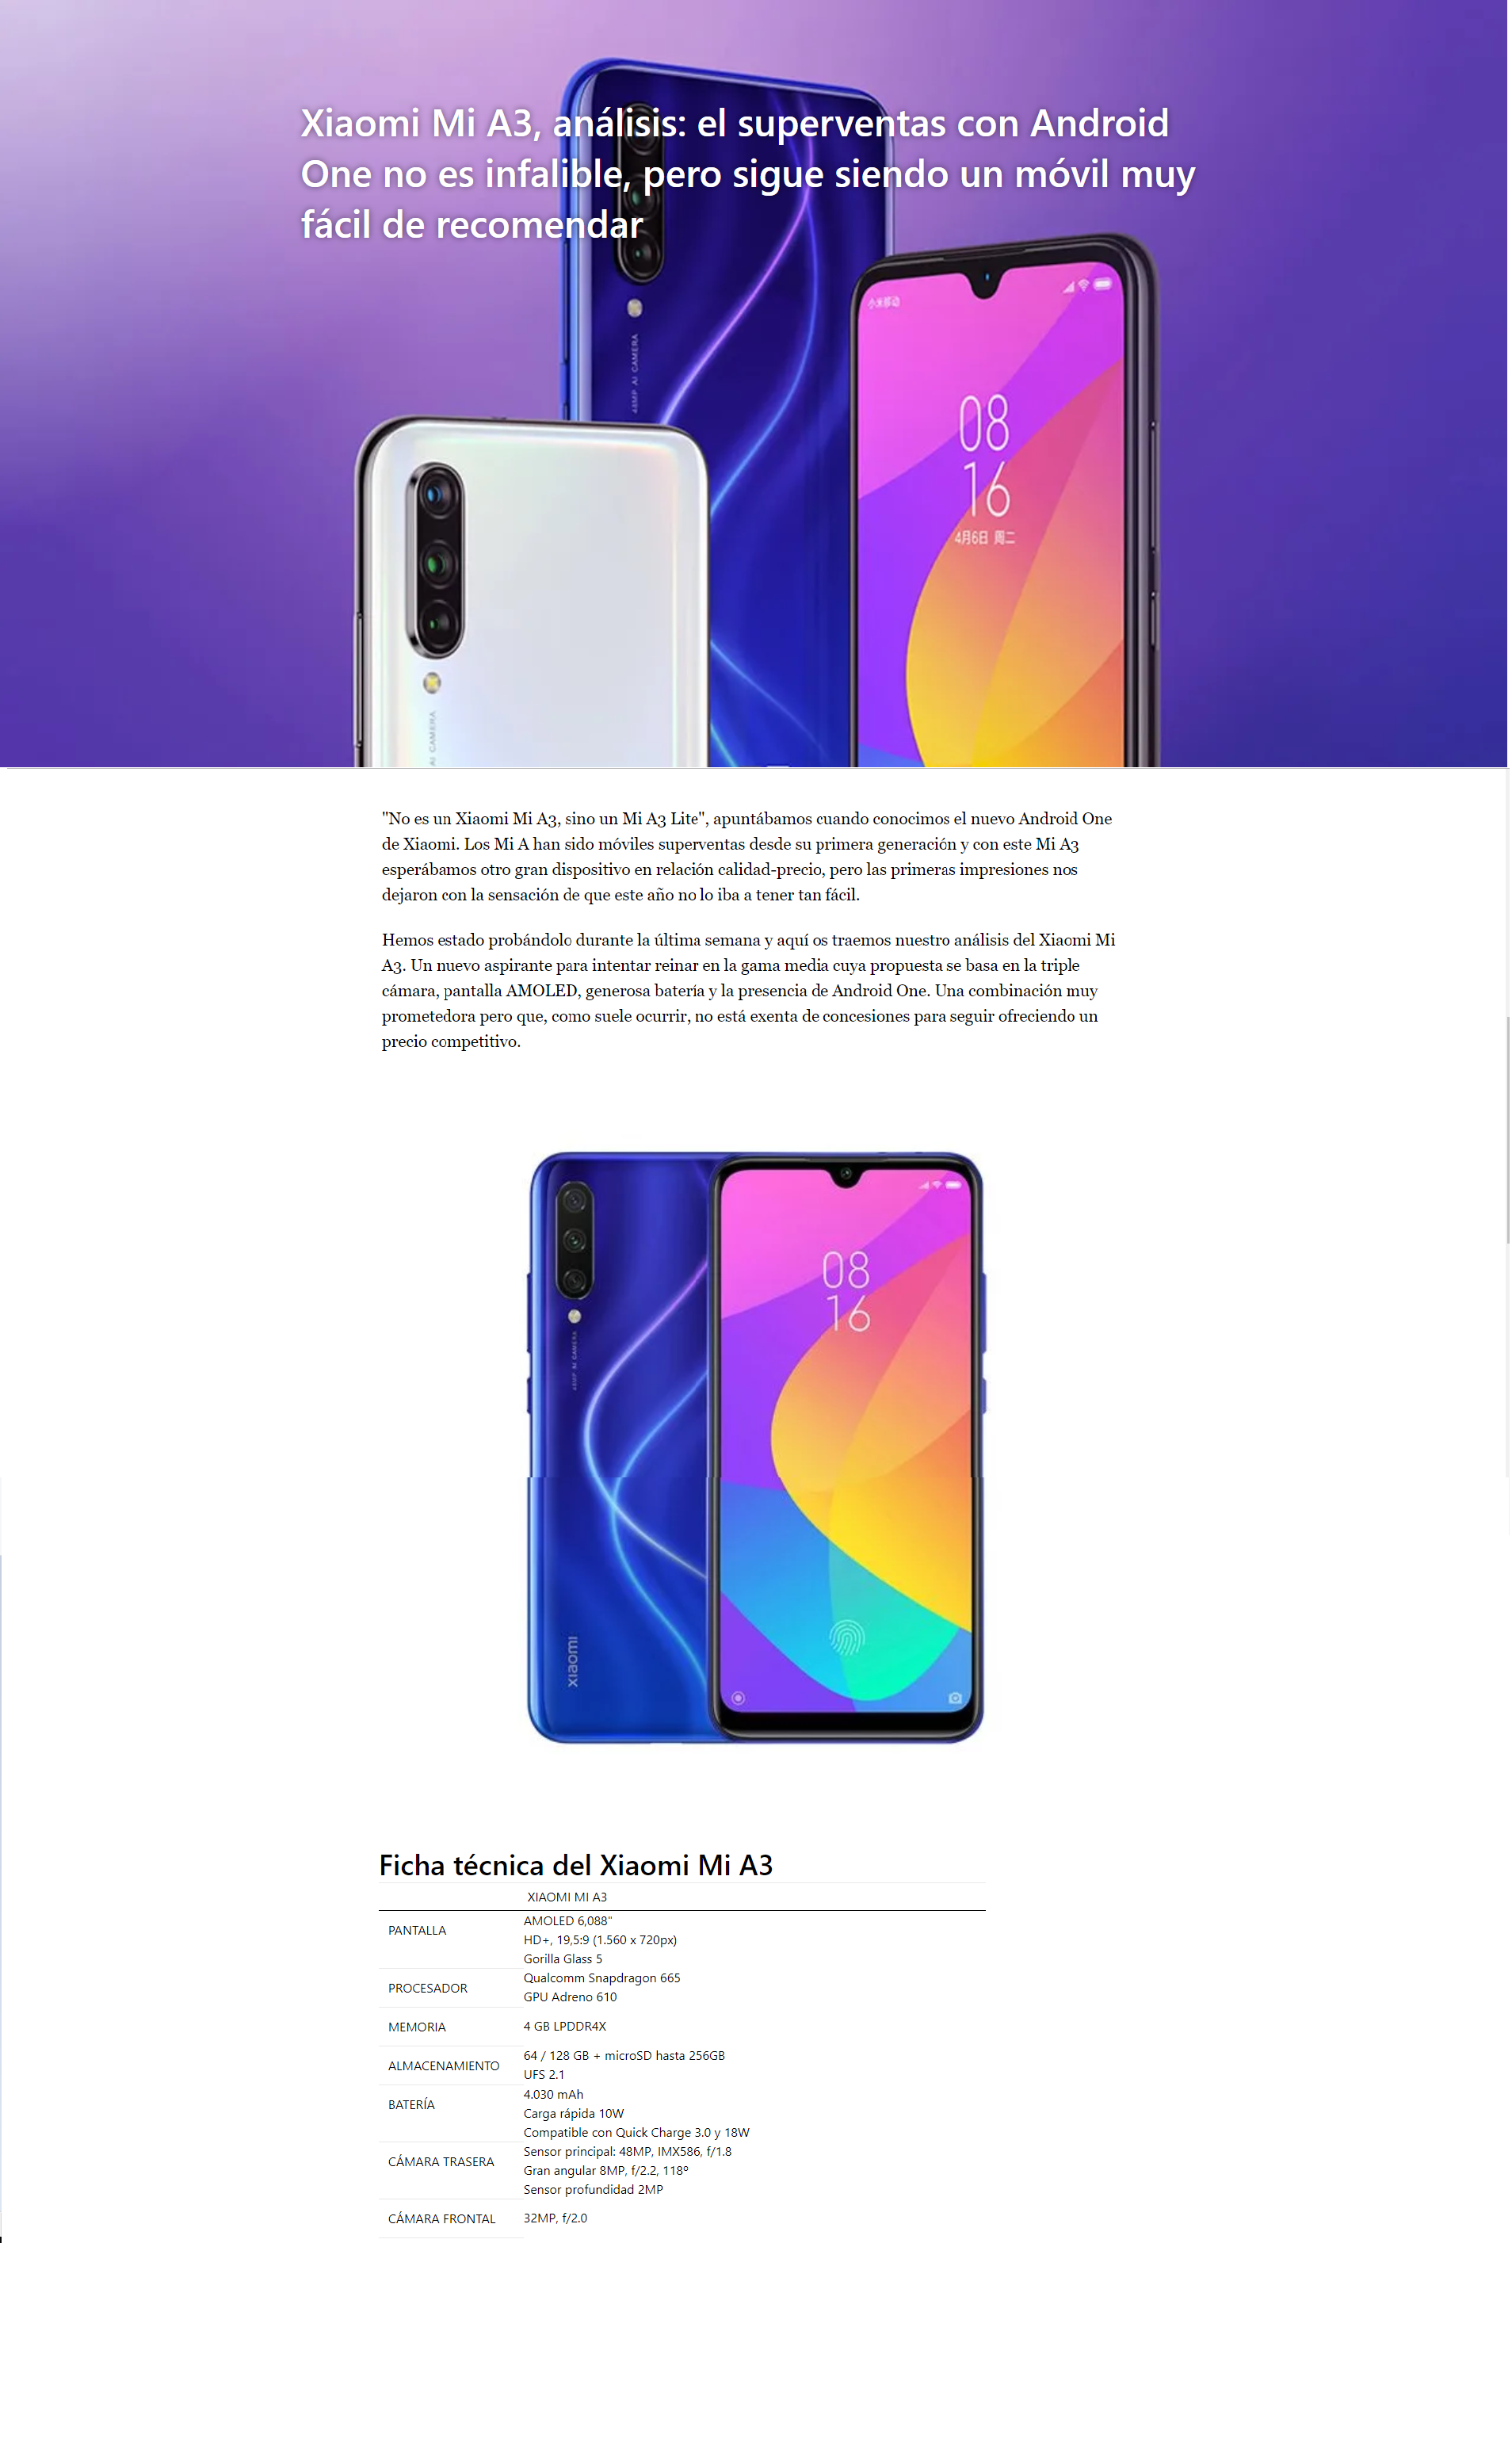 Xiaomi Mi A3, análisis: el superventas con Android
One no es infalible, pero sigue siendo un móvil muy
fácil de recomendar
小米移动
08
16
4月6日 周二
48MP AI CAMERA
AI CAMERA
"No es un Xiaomi Mi A3, sino un Mi A3 Lite", apuntábamos cuando conocimos el nuevo Android One
de Xiaomi. Los Mi A han sido móviles superventas desde su primera generación y con este Mi A3
esperábamos otro gran dispositivo en relación calidad-precio, pero las primeras impresiones nos
dejaron con la sensación de que este año no lo iba a tener tan fácil.
Hemos estado probándolo durante la última semana y aquí os traemos nuestro análisis del Xiaomi Mi
A3. Un nuevo aspirante para intentar reinar en la gama media cuya propuesta se basa en la triple
cámara, pantalla AMOLED, generosa batería y la presencia de Android One. Una combinación muy
prometedora pero que, como suele ocurrir, no está exenta de concesiones para seguir ofreciendo un
precio competitivo.
08
16
48MP AI CAMERA
xiaomi
Ficha técnica del Xiaomi Mi A3
XIAOMI MI A3
PANTALLA
AMOLED 6,088"
HD+, 19,5:9 (1.560 x 720px)
Gorilla Glass 5
PROCESADOR
Qualcomm Snapdragon 665
GPU Adreno 610
MEMORIA
4 GB LPDDR4X
ALMACENAMIENTO
64 / 128 GB + microSD hasta 256GB
UFS 2.1
BATERÍA
4.030 mAh
Carga rápida 10W
Compatible con Quick Charge 3.0 y 18W
CÁMARA TRASERA
Sensor principal: 48MP, IMX586, f/1.8
Gran angular 8MP, f/2.2, 118º
Sensor profundidad 2MP
CÁMARA FRONTAL
32MP, f/2.0